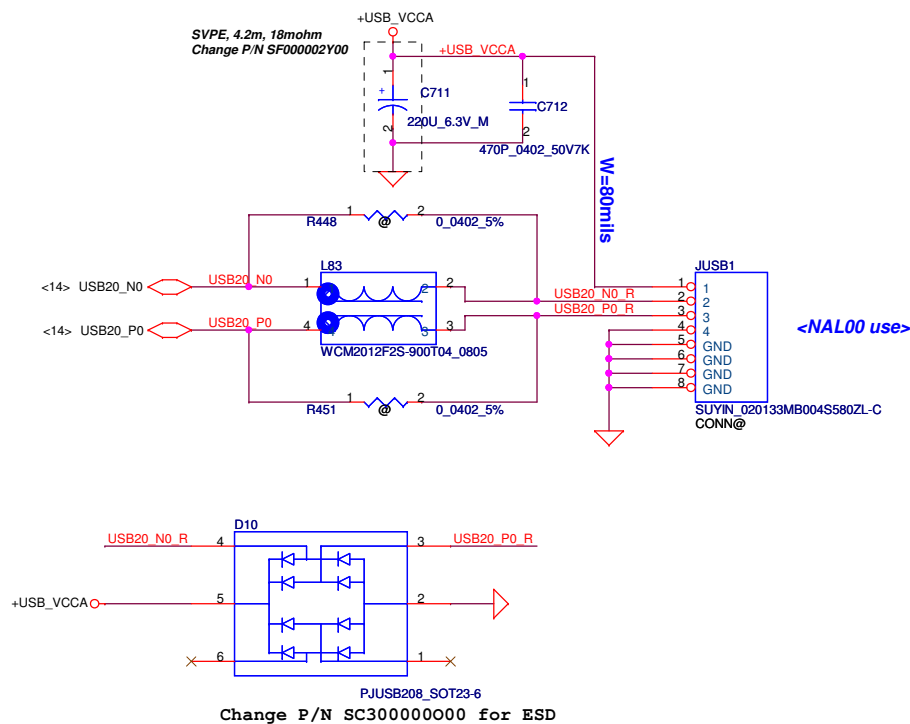 +USB_VCCA
SVPE, 4.2m, 18mohm
Change P/N SF000002Y00
+USB_VCCA
1
+
C711
2
220U_6.3V_M
1
C712
2
470P_0402_50V7K
W=80mils
R448
1
@
2
0_0402_5%
L83
<14> USB20_N0
USB20_N0
1
2
2
<14> USB20_P0
USB20_P0
4
4
3
3
WCM2012F2S-900T04_0805
R451
1
@
2
0_0402_5%
USB20_N0_R
USB20_P0_R
JUSB1
1 1
2 2
3 3
4 4
5 GND
6 GND
7 GND
8 GND
SUYIN_020133MB004S580ZL-C
CONN@
<NAL00 use>
D10
USB20_N0_R
4
3
USB20_P0_R
+USB_VCCA
5
2
6
1
PJUSB208_SOT23-6
Change P/N SC300000O00 for ESD